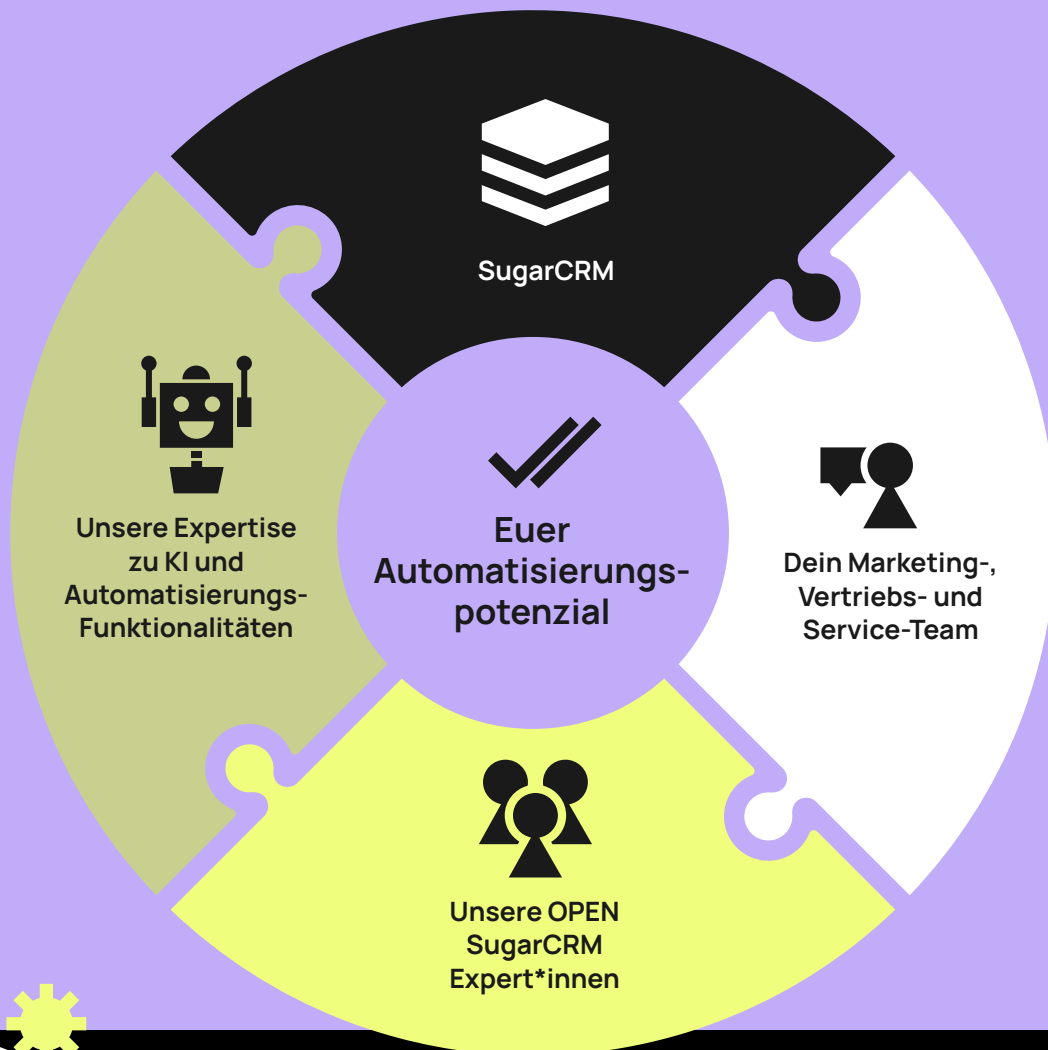 SugarCRM
Unsere Expertise
zu KI und
Automatisierungs-
Funktionalitäten
Euer
Automatisierungs-
potenzial
Dein Marketing-,
Vertriebs- und
Service-Team
Unsere OPEN
SugarCRM
Expert*innen